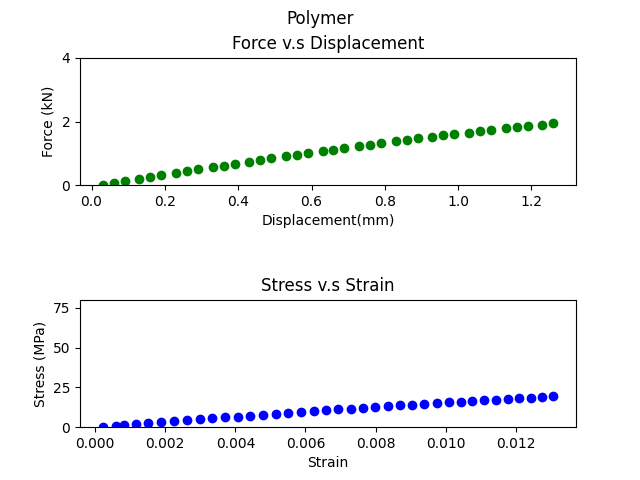 Polymer
Force v.s Displacement
4
2
0
Force (kN)
0.0 0.2 0.4 0.6 0.8 1.0 1.2
Displacement(mm)
Stress v.s Strain
75
50
25
0
Stress (MPa)
0.000 0.002 0.004 0.006 0.008 0.010 0.012
Strain